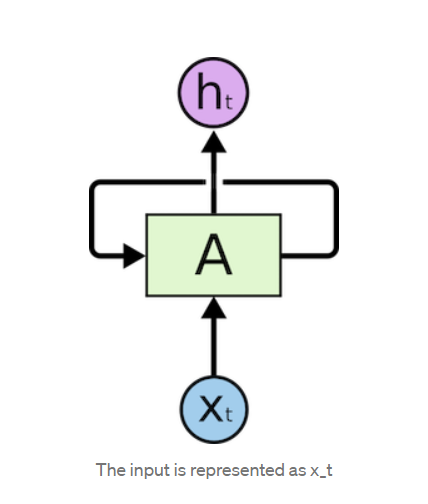 ht
A
xt
The input is represented as x_t